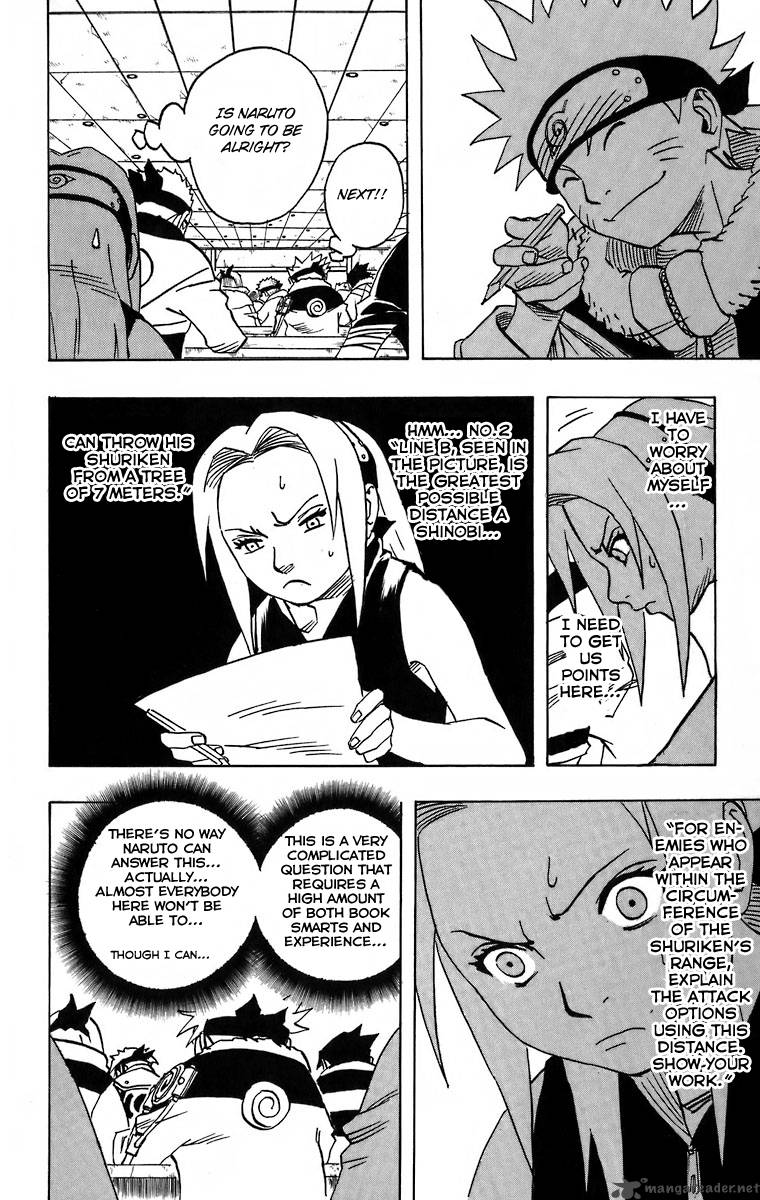 IS NARUTO
GOING TO BE
ALRIGHT?
NEXT!!
I HAVE
TO
WORRY
ABOUT
MYSELF
...
I NEED
TO GET
US
POINTS
HERE...
HMM... NO.2
"LINE B, SEEN IN
THE PICTURE, IS
THE GREATEST
POSSIBLE
DISTANCE A
SHINOBI...
CAN THROW HIS
SHURIKEN
FROM A TREE
OF 7 METERS."
"FOR EN-
EMIES WHO
APPEAR
WITHIN THE
CIRCUM-
FERENCE
OF THE
SHURIKEN'S
RANGE,
EXPLAIN
THE ATTACK
OPTIONS
USING THIS
DISTANCE.
SHOW YOUR
WORK."
THIS IS A VERY
COMPLICATED
QUESTION THAT
REQUIRES A
HIGH AMOUNT
OF BOTH BOOK
SMARTS AND
EXPERIENCE...
THERE'S NO WAY
NARUTO CAN
ANSWER THIS...
ACTUALLY...
ALMOST EVERYBODY
HERE WON'T BE
ABLE TO...
THOUGH I CAN...
mangareader.net